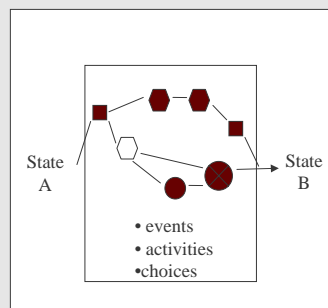 State
A
State
B
• events
• activities
•choices